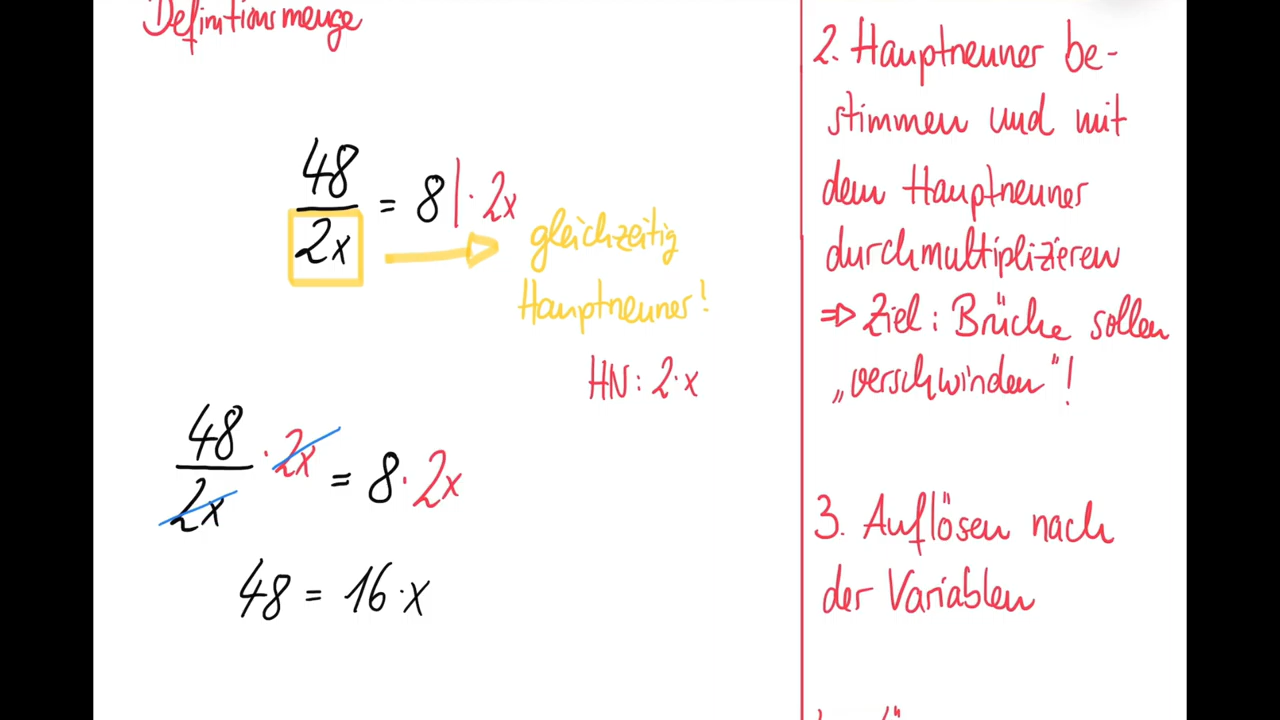 Definitionsmenge
48/2x = 8 | · 2x
gleichzeitig
Hauptnenner!
HN: 2·x
48/2x · 2x = 8 · 2x
48 = 16·x
2. Hauptnenner be-
stimmen und mit
dem Hauptnenner
durchmultiplizieren
⇒ Ziel: Brüche sollen
„verschwinden"!
3. Auflösen nach
der Variablen